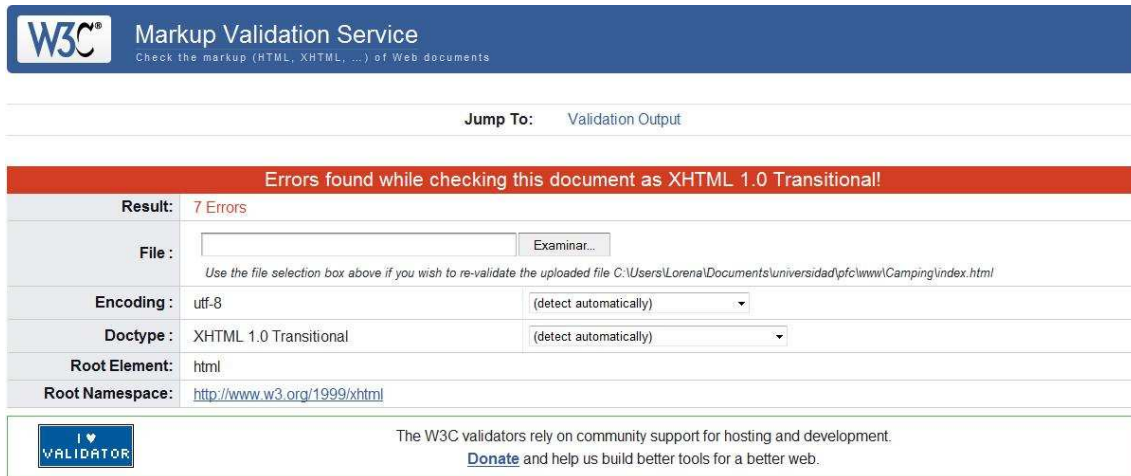 W3C®
Markup Validation Service
Check the markup (HTML, XHTML, ...) of Web documents
Jump To: Validation Output
Errors found while checking this document as XHTML 1.0 Transitional!
Result: 7 Errors
File : Examinar...
Use the file selection box above if you wish to re-validate the uploaded file C:\Users\Lorena\Documents\universidad\pfc\www\Camping\index.html
Encoding : utf-8 (detect automatically)
Doctype : XHTML 1.0 Transitional (detect automatically)
Root Element: html
Root Namespace: http://www.w3.org/1999/xhtml
I ♥
VALIDATOR
The W3C validators rely on community support for hosting and development.
Donate and help us build better tools for a better web.